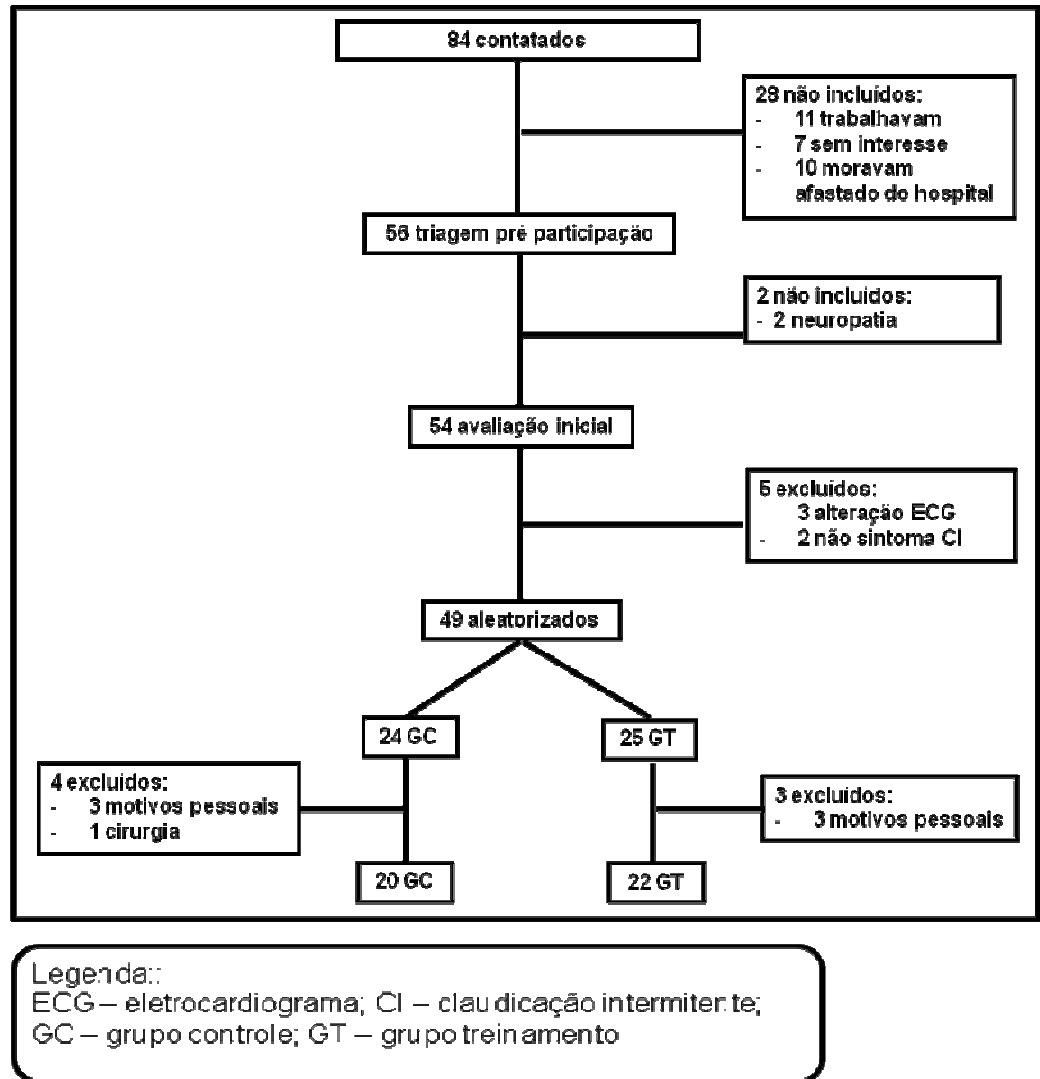 84 contatados
28 não incluídos:
- 11 trabalhavam
- 7 sem interesse
- 10 moravam
afastado do hospital
56 triagem pré participação
2 não incluídos:
- 2 neuropatia
54 avaliação inicial
5 excluídos:
3 alteração ECG
- 2 não sintoma CI
49 aleatorizados
24 GC
25 GT
4 excluídos:
- 3 motivos pessoais
- 1 cirurgia
3 excluídos:
- 3 motivos pessoais
20 GC
22 GT
Legenda::
ECG – eletrocardiograma; CI – claudicação intermitente;
GC – grupo controle; GT – grupo treinamento